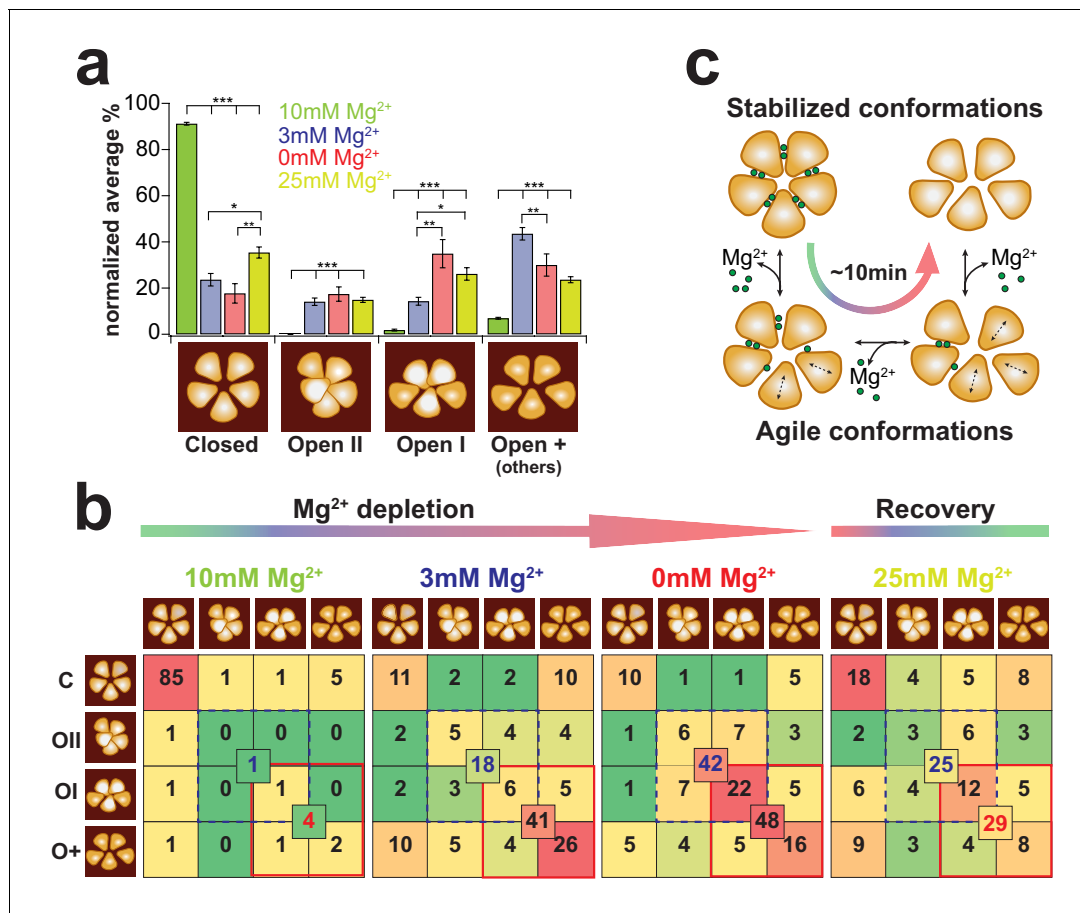 a
normalized average %
100
80
60
40
20
0
10mM Mg²⁺
3mM Mg²⁺
0mM Mg²⁺
25mM Mg²⁺
***
*
**
***
***
*
**
***
**
Closed
Open II
Open I
Open +
(others)
c
Stabilized conformations
Mg²⁺
~10min
Mg²⁺
Mg²⁺
Agile conformations
b
Mg²⁺ depletion
Recovery
10mM Mg²⁺
3mM Mg²⁺
0mM Mg²⁺
25mM Mg²⁺
C
85 1 1 5
11 2 2 10
10 1 1 5
18 4 5 8
OII
1 0 0 0
2 5 4 4
1 6 7 3
2 3 6 3
1
18
42
25
OI
1 1 0
2 3 6 5
1 7 22 5
6 4 12 5
0
4
41
48
29
O+
1 0 1 2
10 5 4 26
5 4 5 16
9 3 4 8